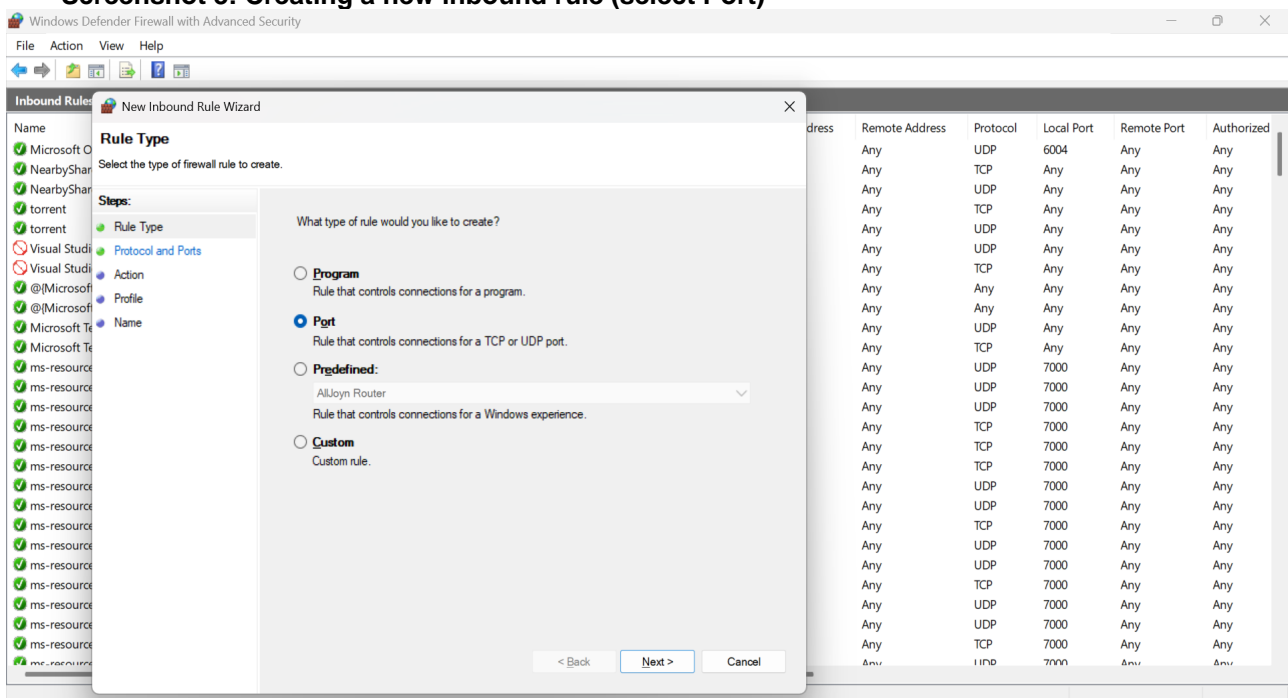 Screenshot 3: Creating a new inbound rule (select Port)
Windows Defender Firewall with Advanced Security
File Action View Help
Inbound Rules
New Inbound Rule Wizard
Rule Type
Select the type of firewall rule to create.
Steps:
Rule Type
Protocol and Ports
Action
Profile
Name
What type of rule would you like to create?
Program
Rule that controls connections for a program.
Port
Rule that controls connections for a TCP or UDP port.
Predefined:
AllJoyn Router
Rule that controls connections for a Windows experience.
Custom
Custom rule.
< Back Next > Cancel
Name dress Remote Address Protocol Local Port Remote Port Authorized
Microsoft O Any UDP 6004 Any Any
NearbyShar Any TCP Any Any Any
NearbyShar Any UDP Any Any Any
torrent Any TCP Any Any Any
torrent Any UDP Any Any Any
Visual Studi Any UDP Any Any Any
Visual Studi Any TCP Any Any Any
@{Microsoft Any Any Any Any Any
@{Microsoft Any Any Any Any Any
Microsoft Te Any UDP Any Any Any
Microsoft Te Any TCP Any Any Any
ms-resource Any UDP 7000 Any Any
ms-resource Any UDP 7000 Any Any
ms-resource Any UDP 7000 Any Any
ms-resource Any TCP 7000 Any Any
ms-resource Any TCP 7000 Any Any
ms-resource Any TCP 7000 Any Any
ms-resource Any UDP 7000 Any Any
ms-resource Any UDP 7000 Any Any
ms-resource Any TCP 7000 Any Any
ms-resource Any UDP 7000 Any Any
ms-resource Any UDP 7000 Any Any
ms-resource Any TCP 7000 Any Any
ms-resource Any UDP 7000 Any Any
ms-resource Any UDP 7000 Any Any
ms-resource Any TCP 7000 Any Any
ms-resource Any UDP 7000 Any Any